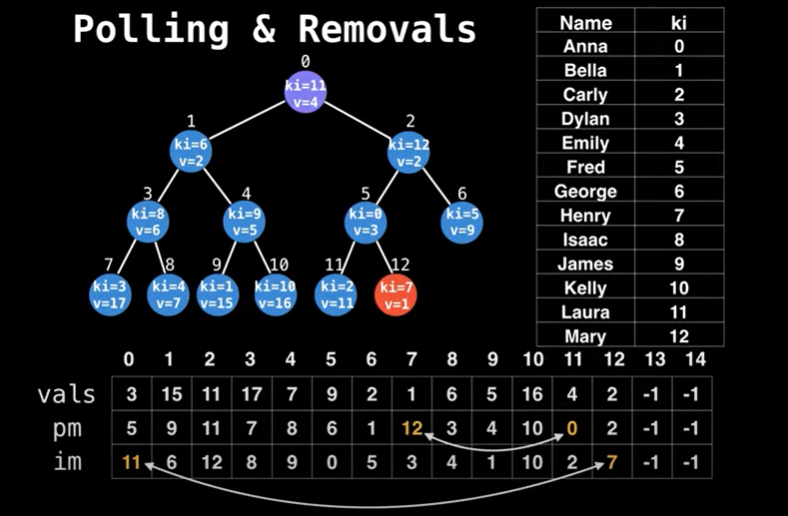 Polling & Removals
0
ki=11
v=4
1
2
ki=6
v=2
ki=12
v=2
3
4
5
6
ki=8
v=6
ki=9
v=5
ki=0
v=3
ki=5
v=9
7
8
9
10
11
12
ki=3
v=17
ki=4
v=7
ki=1
v=15
ki=10
v=16
ki=2
v=11
ki=7
v=1
Name ki
Anna 0
Bella 1
Carly 2
Dylan 3
Emily 4
Fred 5
George 6
Henry 7
Isaac 8
James 9
Kelly 10
Laura 11
Mary 12
0 1 2 3 4 5 6 7 8 9 10 11 12 13 14
vals 3 15 11 17 7 9 2 1 6 5 16 4 2 -1 -1
pm 5 9 11 7 8 6 1 12 3 4 10 0 2 -1 -1
im 11 6 12 8 9 0 5 3 4 1 10 2 7 -1 -1